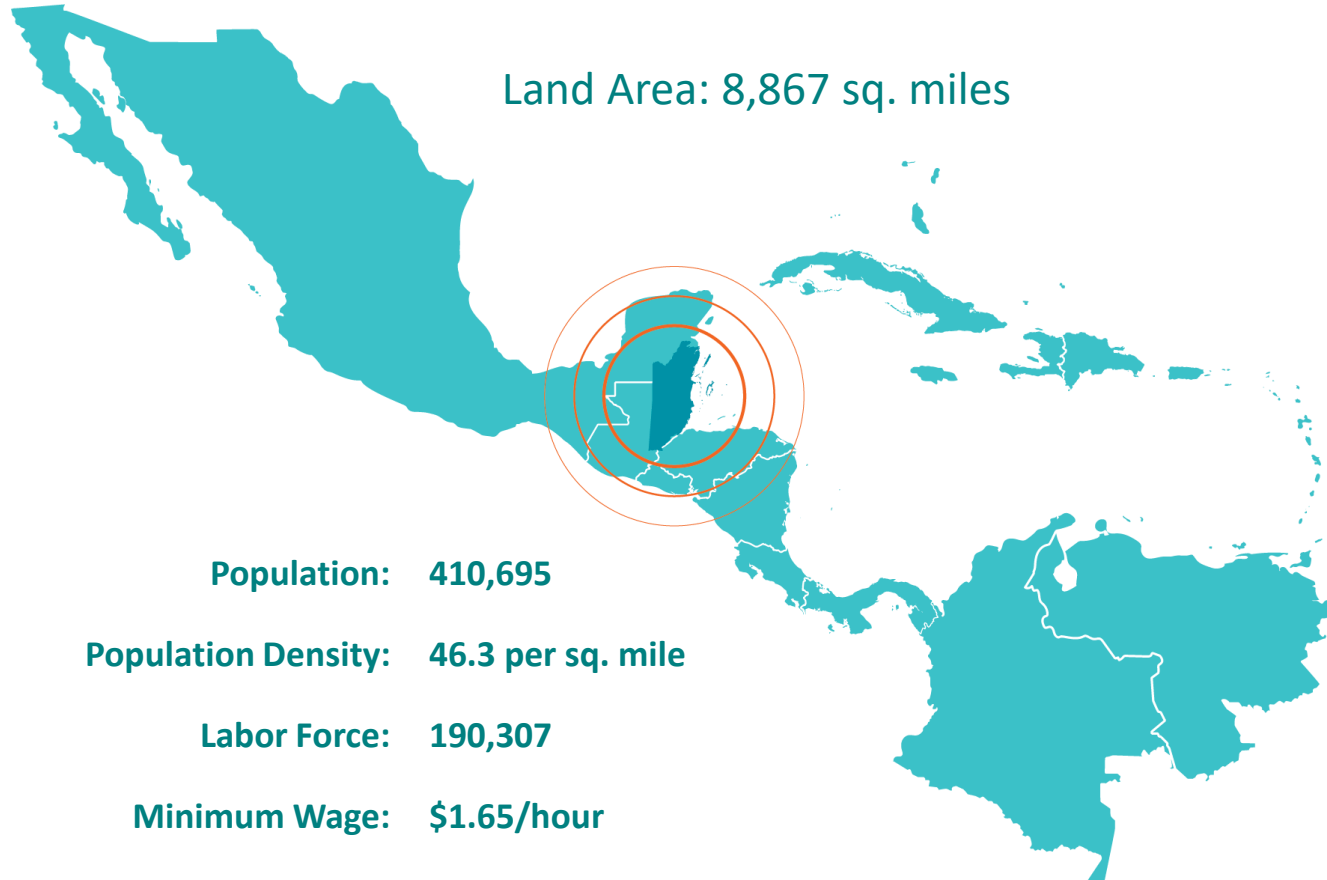 Land Area: 8,867 sq. miles
Population: 410,695
Population Density: 46.3 per sq. mile
Labor Force: 190,307
Minimum Wage: $1.65/hour